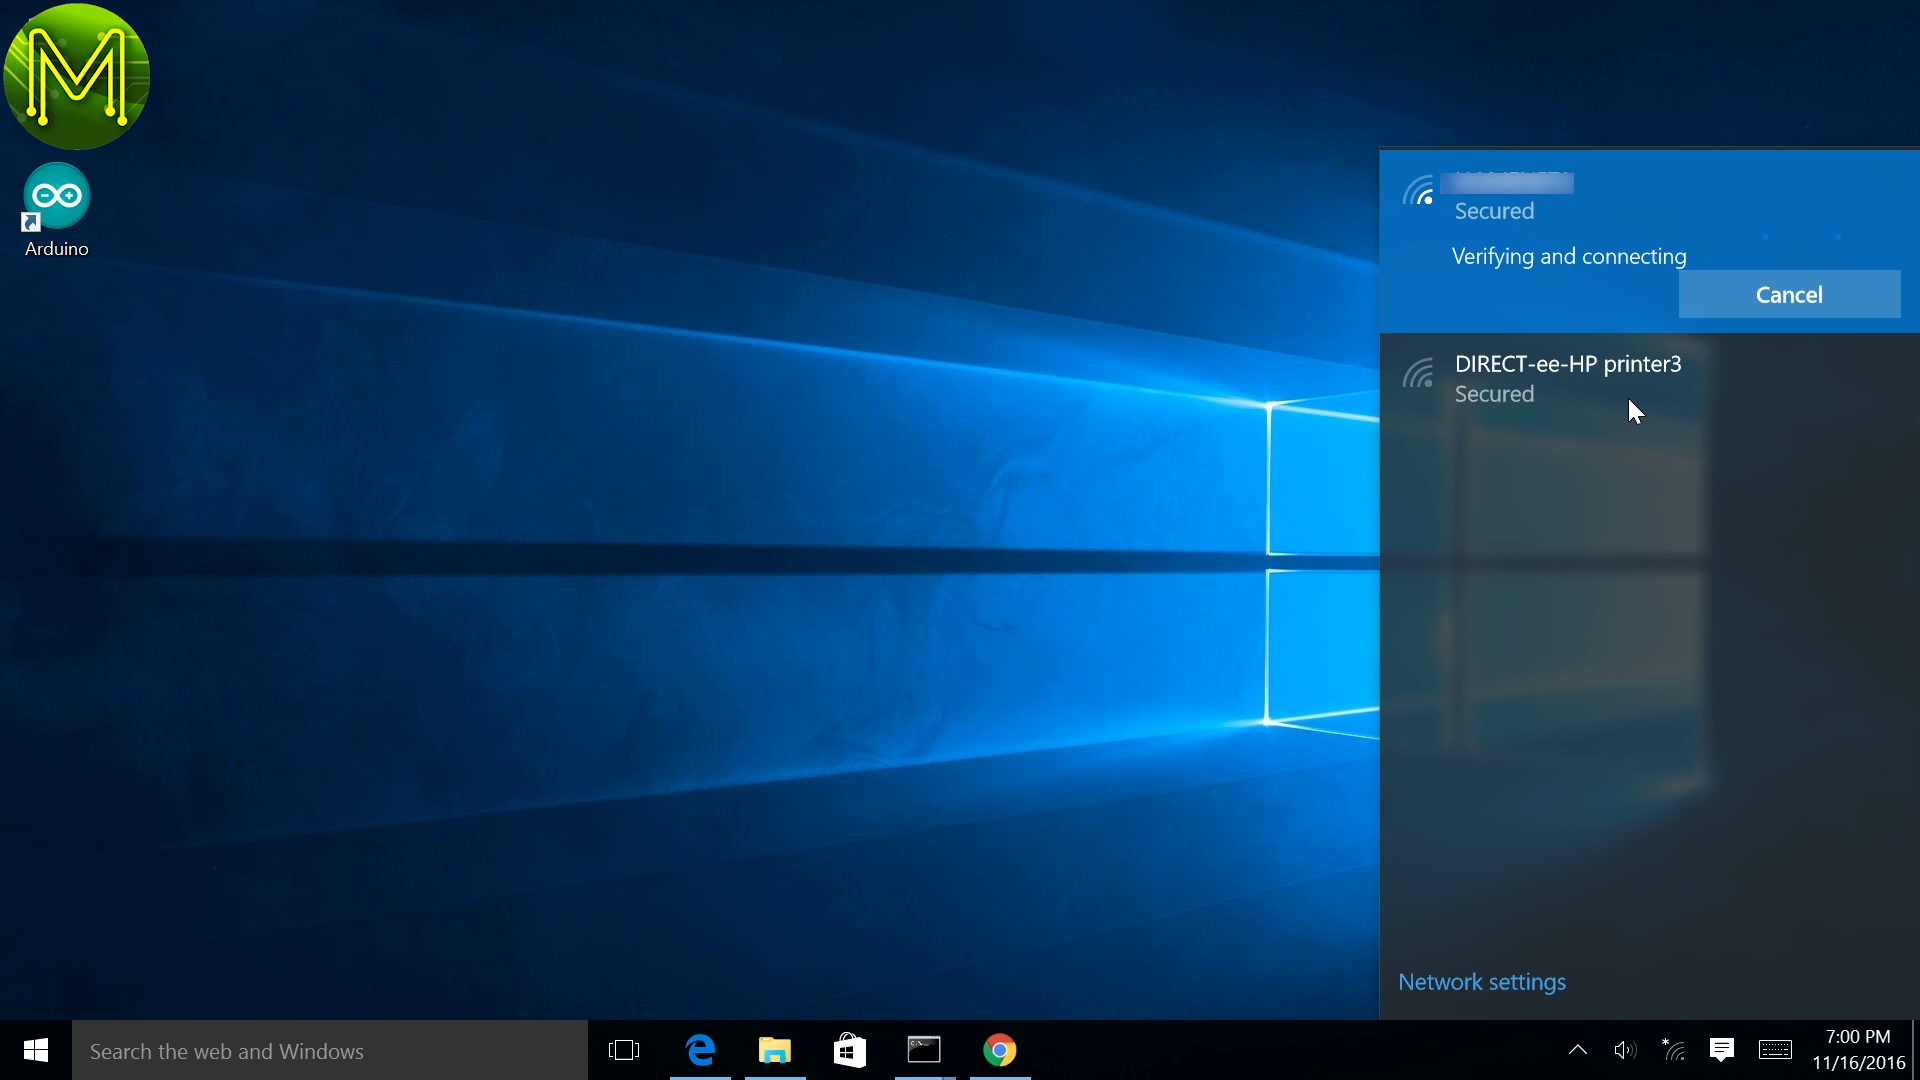 M
Arduino
Secured
Verifying and connecting
Cancel
DIRECT-ee-HP printer3
Secured
Network settings
Search the web and Windows
7:00 PM
11/16/2016